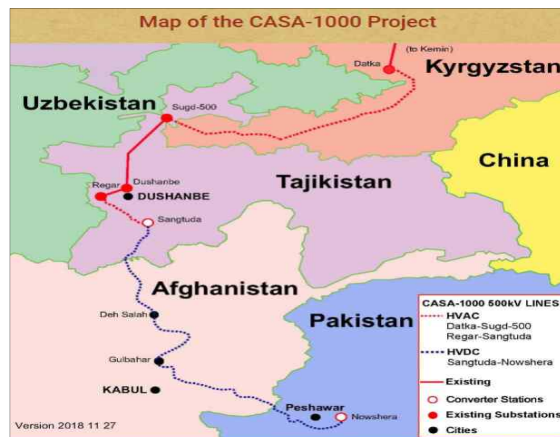 Map of the CASA-1000 Project
(to Kemin)
Datka
Kyrgyzstan
Uzbekistan
Sugd-500
China
Dushanbe
Regar
DUSHANBE
Tajikistan
Sangtuda
Afghanistan
Deh Salah
Pakistan
Gulbahar
KABUL
Peshawar
Nowshera
CASA-1000 500kV LINES
HVAC
Datka-Sugd-500
Regar-Sangtuda
HVDC
Sangtuda-Nowshera
Existing
Converter Stations
Existing Substations
Cities
Version 2018 11 27